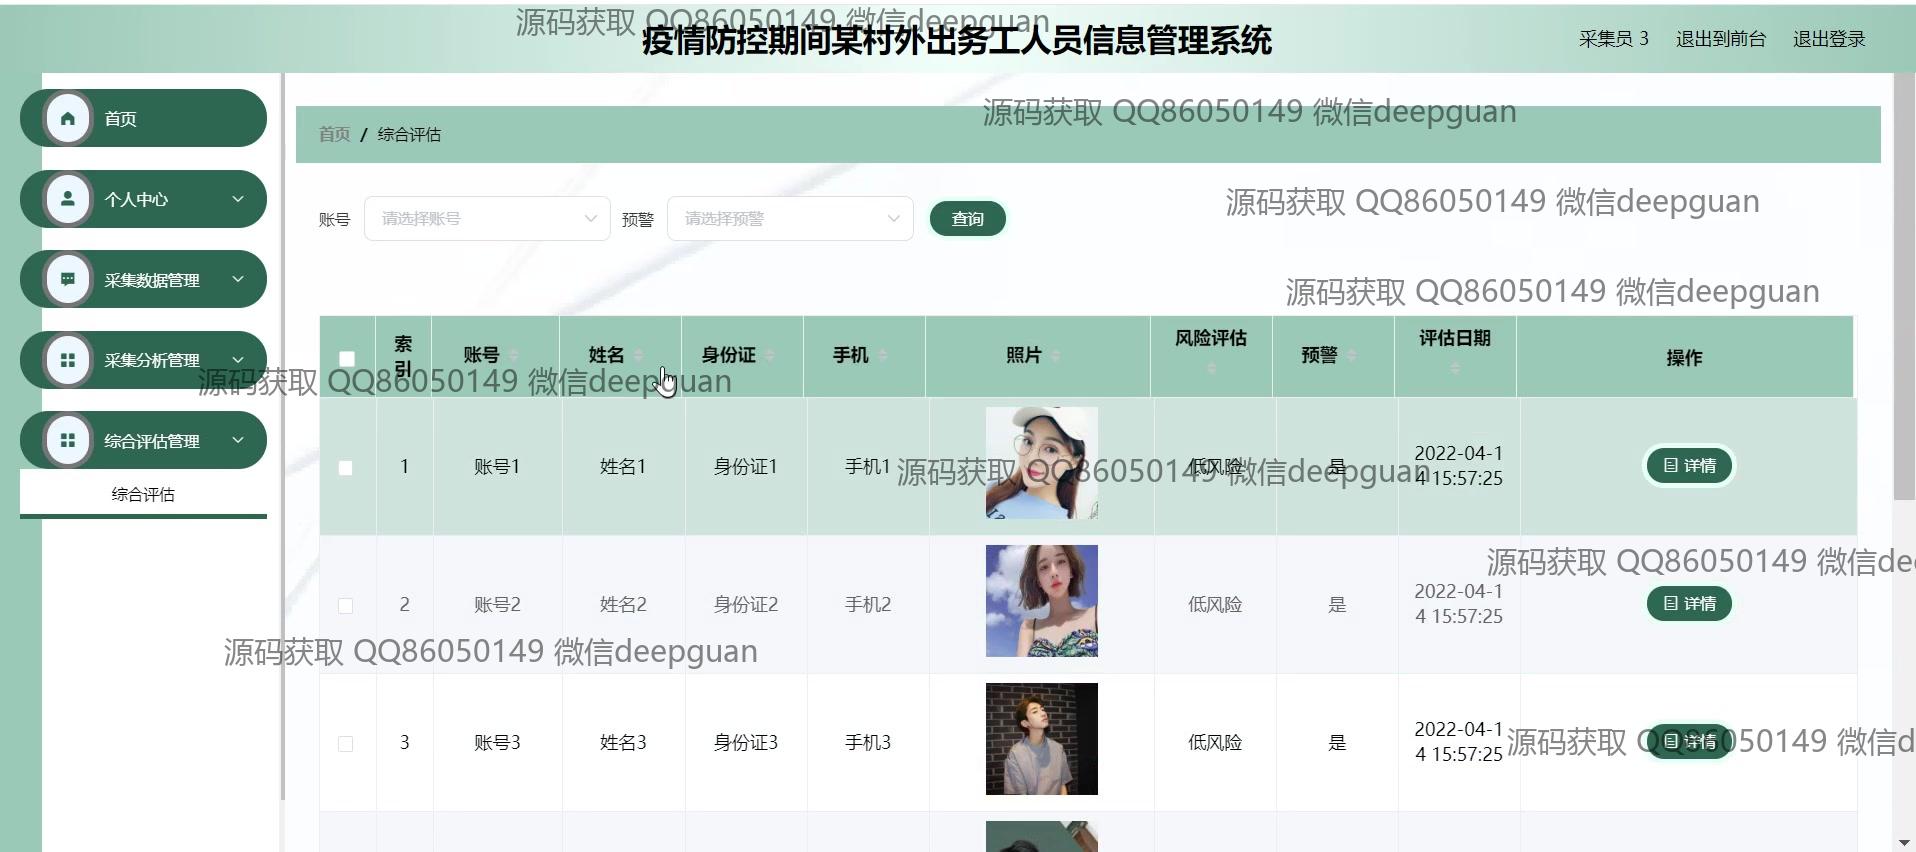 源码获取 QQ86050149 微信deepguan
疫情防控期间某村外出务工人员信息管理系统
采集员 3 退出到前台 退出登录
首页
个人中心
采集数据管理
采集分析管理
综合评估管理
综合评估
源码获取 QQ86050149 微信deepguan
首页 / 综合评估
源码获取 QQ86050149 微信deepguan
账号 请选择账号 预警 请选择预警 查询
源码获取 QQ86050149 微信deepguan
索引 账号 姓名 身份证 手机 照片 风险评估 预警 评估日期 操作
源码获取 QQ86050149 微信deepguan
1 账号1 姓名1 身份证1 手机1 低风险 是 2022-04-1
4 15:57:25 详情
源码获取 QQ86050149 微信deepguan
源码获取 QQ86050149 微信de
2 账号2 姓名2 身份证2 手机2 低风险 是 2022-04-1
4 15:57:25 详情
源码获取 QQ86050149 微信deepguan
3 账号3 姓名3 身份证3 手机3 低风险 是 2022-04-1
4 15:57:25 详情
源码获取 QQ86050149 微信d